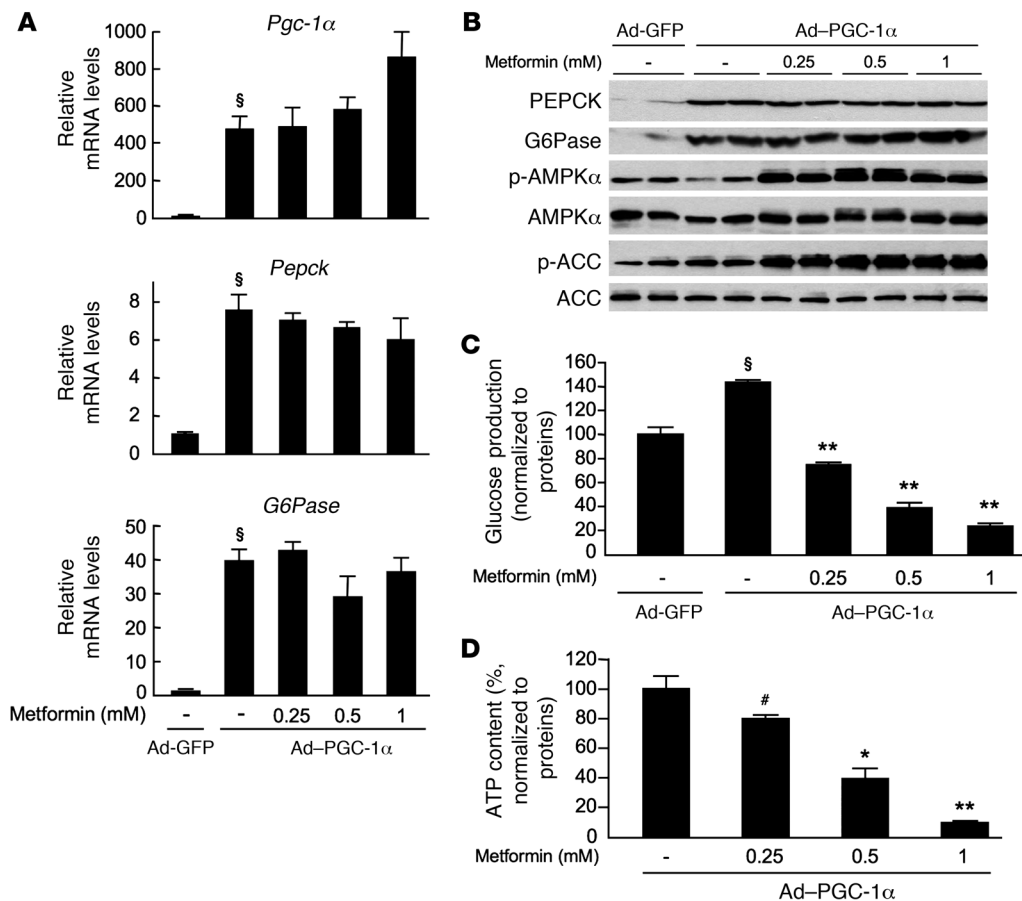 A
Pgc-1α
Relative
mRNA levels
1000
800
600
400
200
0
§
Pepck
Relative
mRNA levels
8
6
4
2
0
§
G6Pase
Relative
mRNA levels
50
40
30
20
10
0
§
Metformin (mM) - - 0.25 0.5 1
Ad-GFP Ad–PGC-1α
B
Ad-GFP Ad–PGC-1α
Metformin (mM) - - 0.25 0.5 1
PEPCK
G6Pase
p-AMPKα
AMPKα
p-ACC
ACC
C
Glucose production
(normalized to
proteins)
160
140
120
100
80
60
40
20
0
§
**
**
**
Metformin (mM) - - 0.25 0.5 1
Ad-GFP Ad–PGC-1α
D
ATP content (%,
normalized to
proteins)
120
100
80
60
40
20
0
#
*
**
Metformin (mM) - 0.25 0.5 1
Ad–PGC-1α